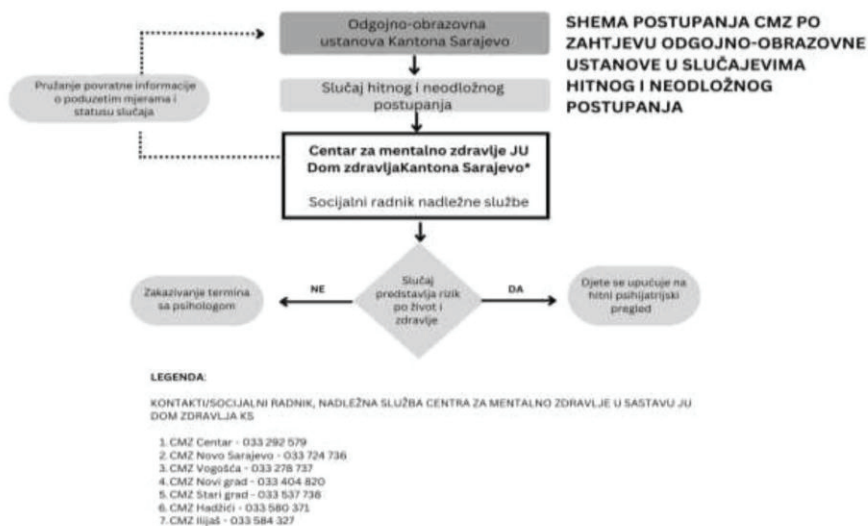 SHEMA POSTUPANJA CMZ PO
ZAHTJEVU ODGOJNO-OBRAZOVNE
USTANOVE U SLUČAJEVIMA
HITNOG I NEODLOŽNOG
POSTUPANJA
Odgojno-obrazovna
ustanova Kantona Sarajevo
Pružanje povratne informacije
o poduzetim mjerama i
statusu slučaja
Slučaj hitnog i neodložnog
postupanja
Centar za mentalno zdravlje JU
Dom zdravljaKantona Sarajevo*
Socijalni radnik nadležne službe
Zakazivanje termina
sa psihologom
NE
Slučaj
predstavlja rizik
po život i
zdravlje
DA
Djete se upućuje na
hitni psihijatrijski
pregled
LEGENDA:
KONTAKTI/SOCIJALNI RADNIK, NADLEŽNA SLUŽBA CENTRA ZA MENTALNO ZDRAVLJE U SASTAVU JU
DOM ZDRAVLJA KS
1. CMZ Centar - 033 292 579
2. CMZ Novo Sarajevo - 033 724 736
3. CMZ Vogošća - 033 278 737
4. CMZ Novi grad - 033 404 820
5. CMZ Stari grad - 033 537 738
6. CMZ Hadžići - 033 580 371
7. CMZ Ilijaš - 033 584 327